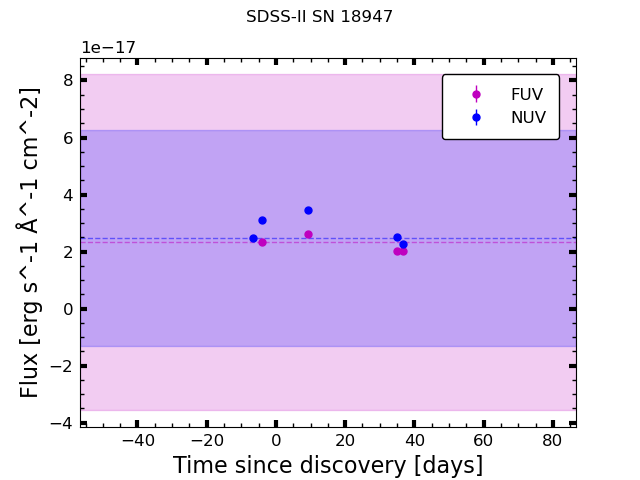 SDSS-II SN 18947
1e−17
8
6
4
2
0
−2
−4
Flux [erg s^-1 Å^-1 cm^-2]
FUV
NUV
−40 −20 0 20 40 60 80
Time since discovery [days]